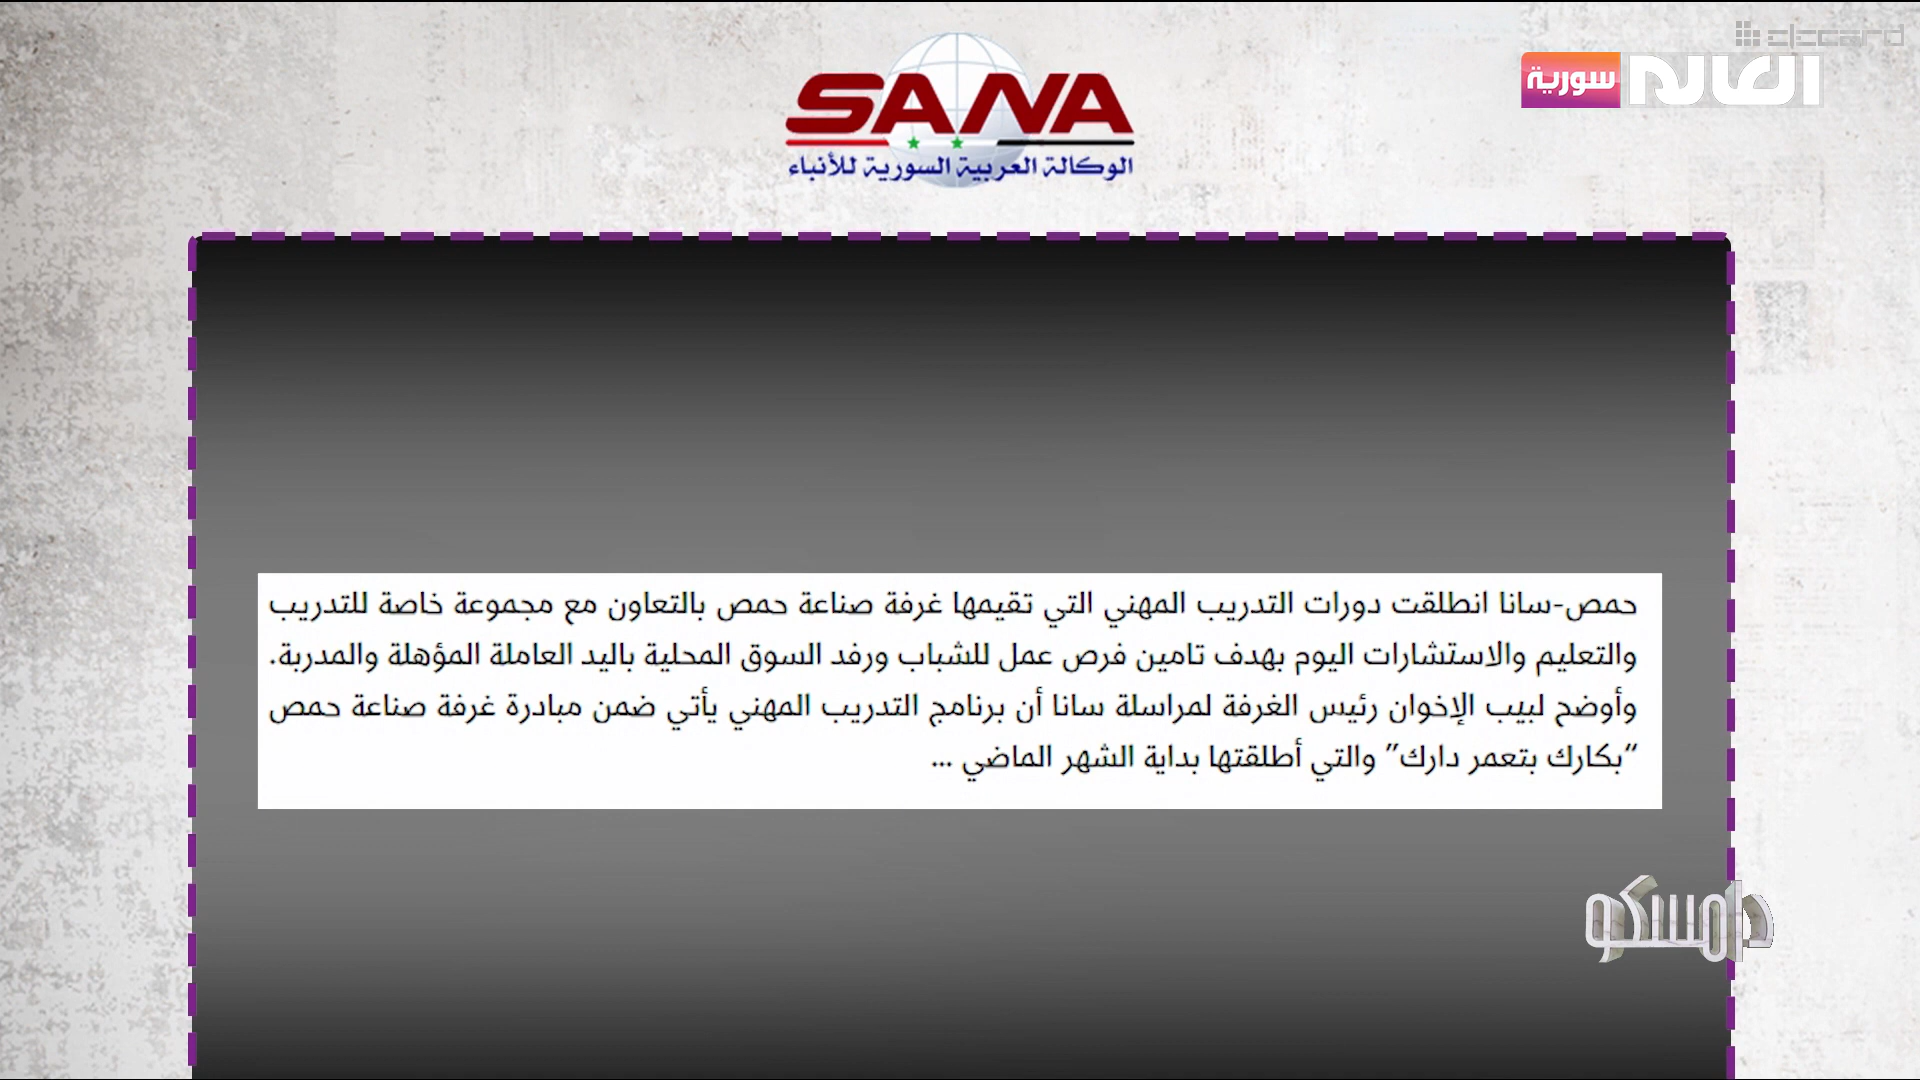 elecard
العالم سورية
SANA
الوكالة العربية السورية للأنباء
حمص-سانا انطلقت دورات التدريب المهني التي تقيمها غرفة صناعة حمص بالتعاون مع مجموعة خاصة للتدريب
والتعليم والاستشارات اليوم بهدف تامين فرص عمل للشباب ورفد السوق المحلية باليد العاملة المؤهلة والمدربة.
وأوضح لبيب الإخوان رئيس الغرفة لمراسلة سانا أن برنامج التدريب المهني يأتي ضمن مبادرة غرفة صناعة حمص
“بكارك بتعمر دارك” والتي أطلقتها بداية الشهر الماضي ...
دامسكو